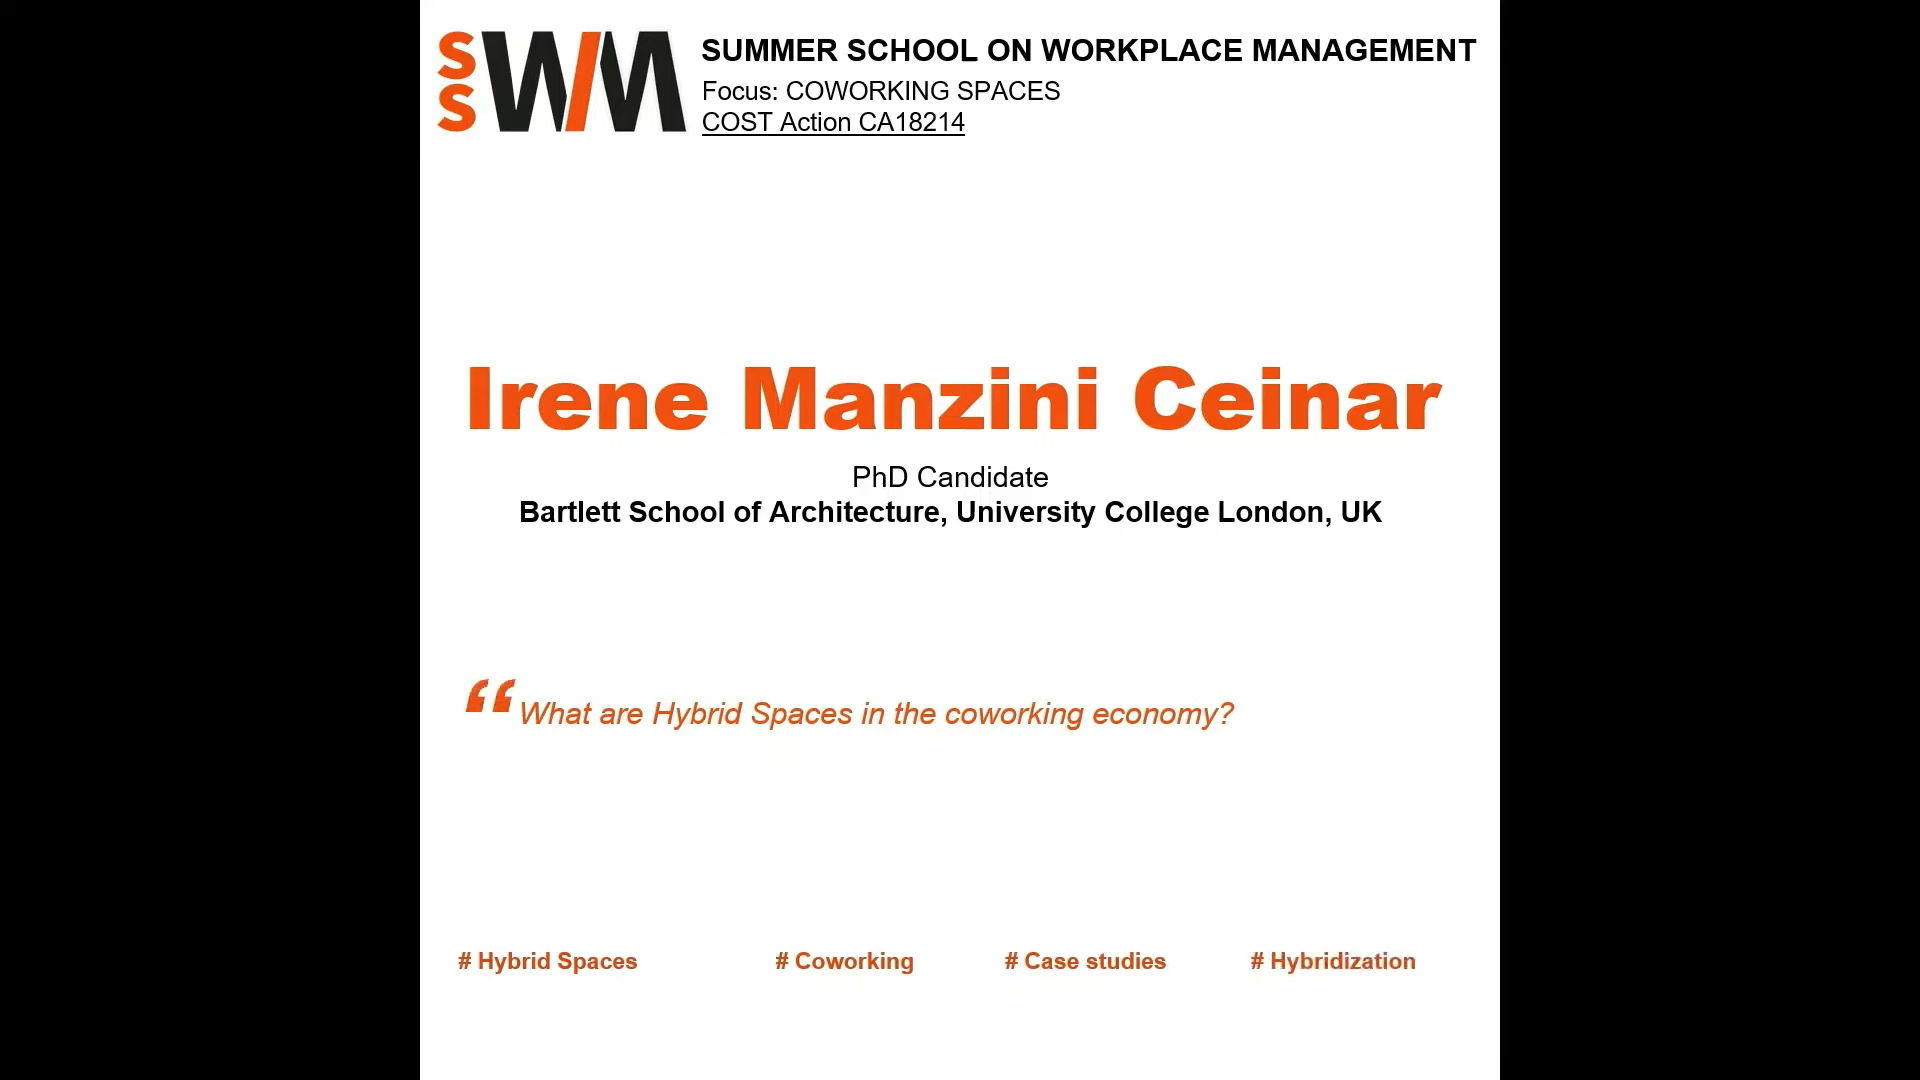 SS WM
SUMMER SCHOOL ON WORKPLACE MANAGEMENT
Focus: COWORKING SPACES
COST Action CA18214
Irene Manzini Ceinar
PhD Candidate
Bartlett School of Architecture, University College London, UK
“What are Hybrid Spaces in the coworking economy?
# Hybrid Spaces # Coworking # Case studies # Hybridization